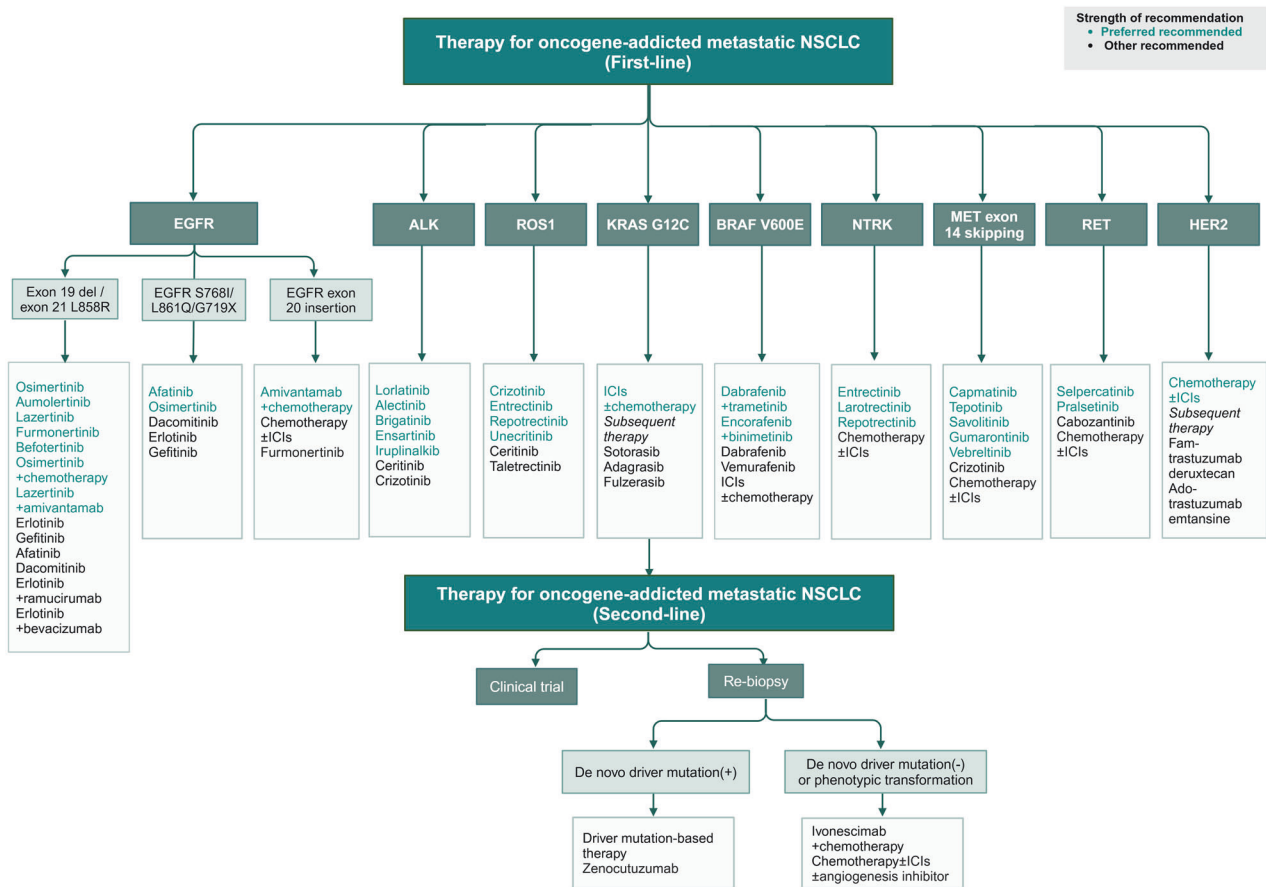 Strength of recommendation
• Preferred recommended
• Other recommended
Therapy for oncogene-addicted metastatic NSCLC
(First-line)
EGFR
ALK
ROS1
KRAS G12C
BRAF V600E
NTRK
MET exon
14 skipping
RET
HER2
Exon 19 del /
exon 21 L858R
EGFR S768I/
L861Q/G719X
EGFR exon
20 insertion
Osimertinib
Aumolertinib
Lazertinib
Furmonertinib
Befotertinib
Osimertinib
+chemotherapy
Lazertinib
+amivantamab
Erlotinib
Gefitinib
Afatinib
Dacomitinib
Erlotinib
+ramucirumab
Erlotinib
+bevacizumab
Afatinib
Osimertinib
Dacomitinib
Erlotinib
Gefitinib
Amivantamab
+chemotherapy
Chemotherapy
±ICIs
Furmonertinib
Lorlatinib
Alectinib
Brigatinib
Ensartinib
Iruplinalkib
Ceritinib
Crizotinib
Crizotinib
Entrectinib
Repotrectinib
Unecritinib
Ceritinib
Taletrectinib
ICIs
±chemotherapy
Subsequent
therapy
Sotorasib
Adagrasib
Fulzerasib
Dabrafenib
+trametinib
Encorafenib
+binimetinib
Dabrafenib
Vemurafenib
ICIs
±chemotherapy
Entrectinib
Larotrectinib
Repotrectinib
Chemotherapy
±ICIs
Capmatinib
Tepotinib
Savolitinib
Gumarontinib
Vebreltinib
Crizotinib
Chemotherapy
±ICIs
Selpercatinib
Pralsetinib
Cabozantinib
Chemotherapy
±ICIs
Chemotherapy
±ICIs
Subsequent
therapy
Fam-
trastuzumab
deruxtecan
Ado-
trastuzumab
emtansine
Therapy for oncogene-addicted metastatic NSCLC
(Second-line)
Clinical trial
Re-biopsy
De novo driver mutation(+)
De novo driver mutation(-)
or phenotypic transformation
Driver mutation-based
therapy
Zenocutuzumab
Ivonescimab
+chemotherapy
Chemotherapy±ICIs
±angiogenesis inhibitor